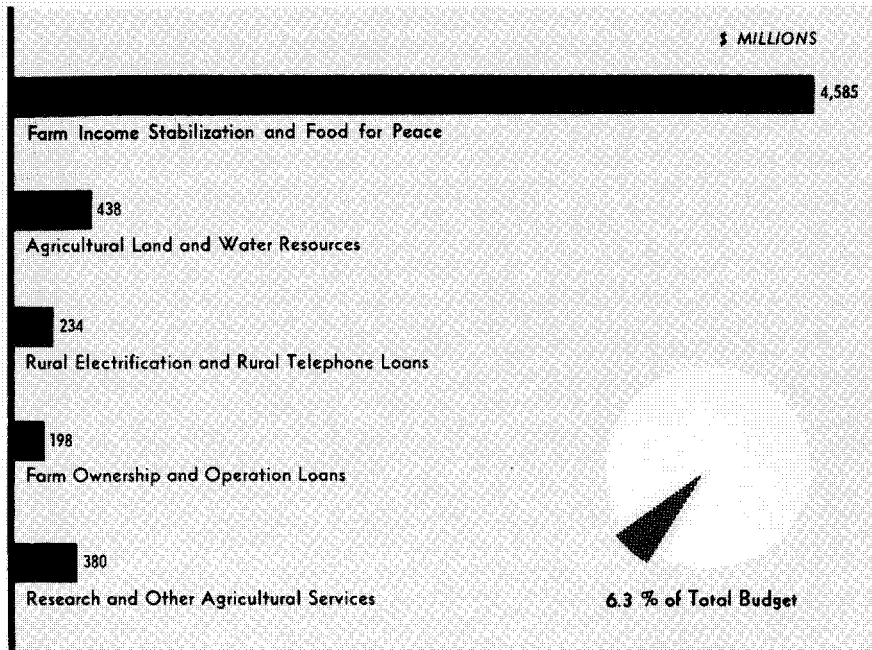 $ MILLIONS
4,585
Farm Income Stabilization and Food for Peace
438
Agricultural Land and Water Resources
234
Rural Electrification and Rural Telephone Loans
198
Farm Ownership and Operation Loans
380
Research and Other Agricultural Services
6.3 % of Total Budget